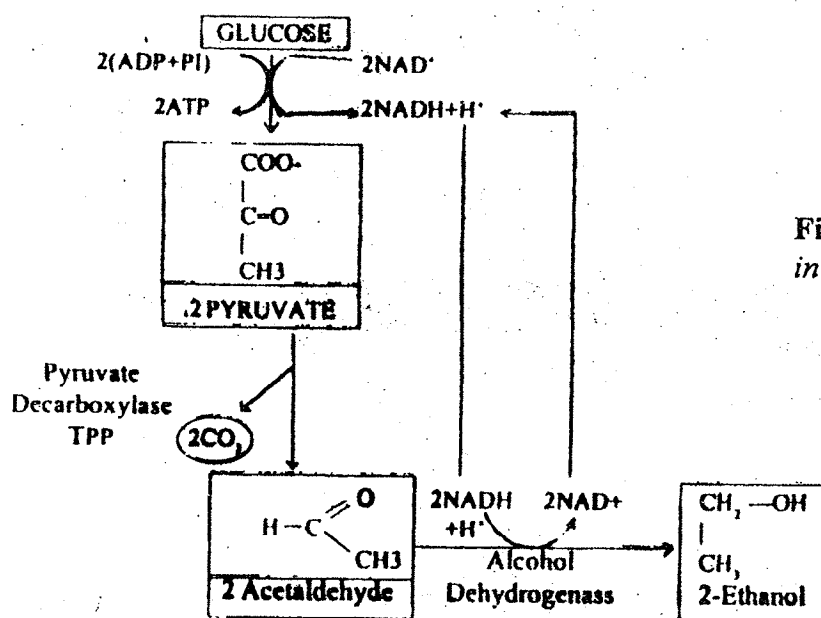 GLUCOSE
2(ADP+PI) 2NAD⁺
2ATP 2NADH+H⁺
COO-
|
C=O
|
CH3
2 PYRUVATE
Fi
in
Pyruvate
Decarboxylase
TPP
2CO₂
O
H-C
CH3
2 Acetaldehyde
2NADH 2NAD+
+H⁺
Alcohol
Dehydrogenass
CH₂ —OH
|
CH₃
2-Ethanol